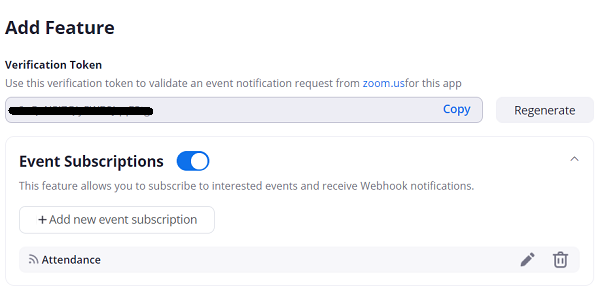 Add Feature
Verification Token
Use this verification token to validate an event notification request from zoom.usfor this app
Copy
Regenerate
Event Subscriptions
This feature allows you to subscribe to interested events and receive Webhook notifications.
+Add new event subscription
Attendance